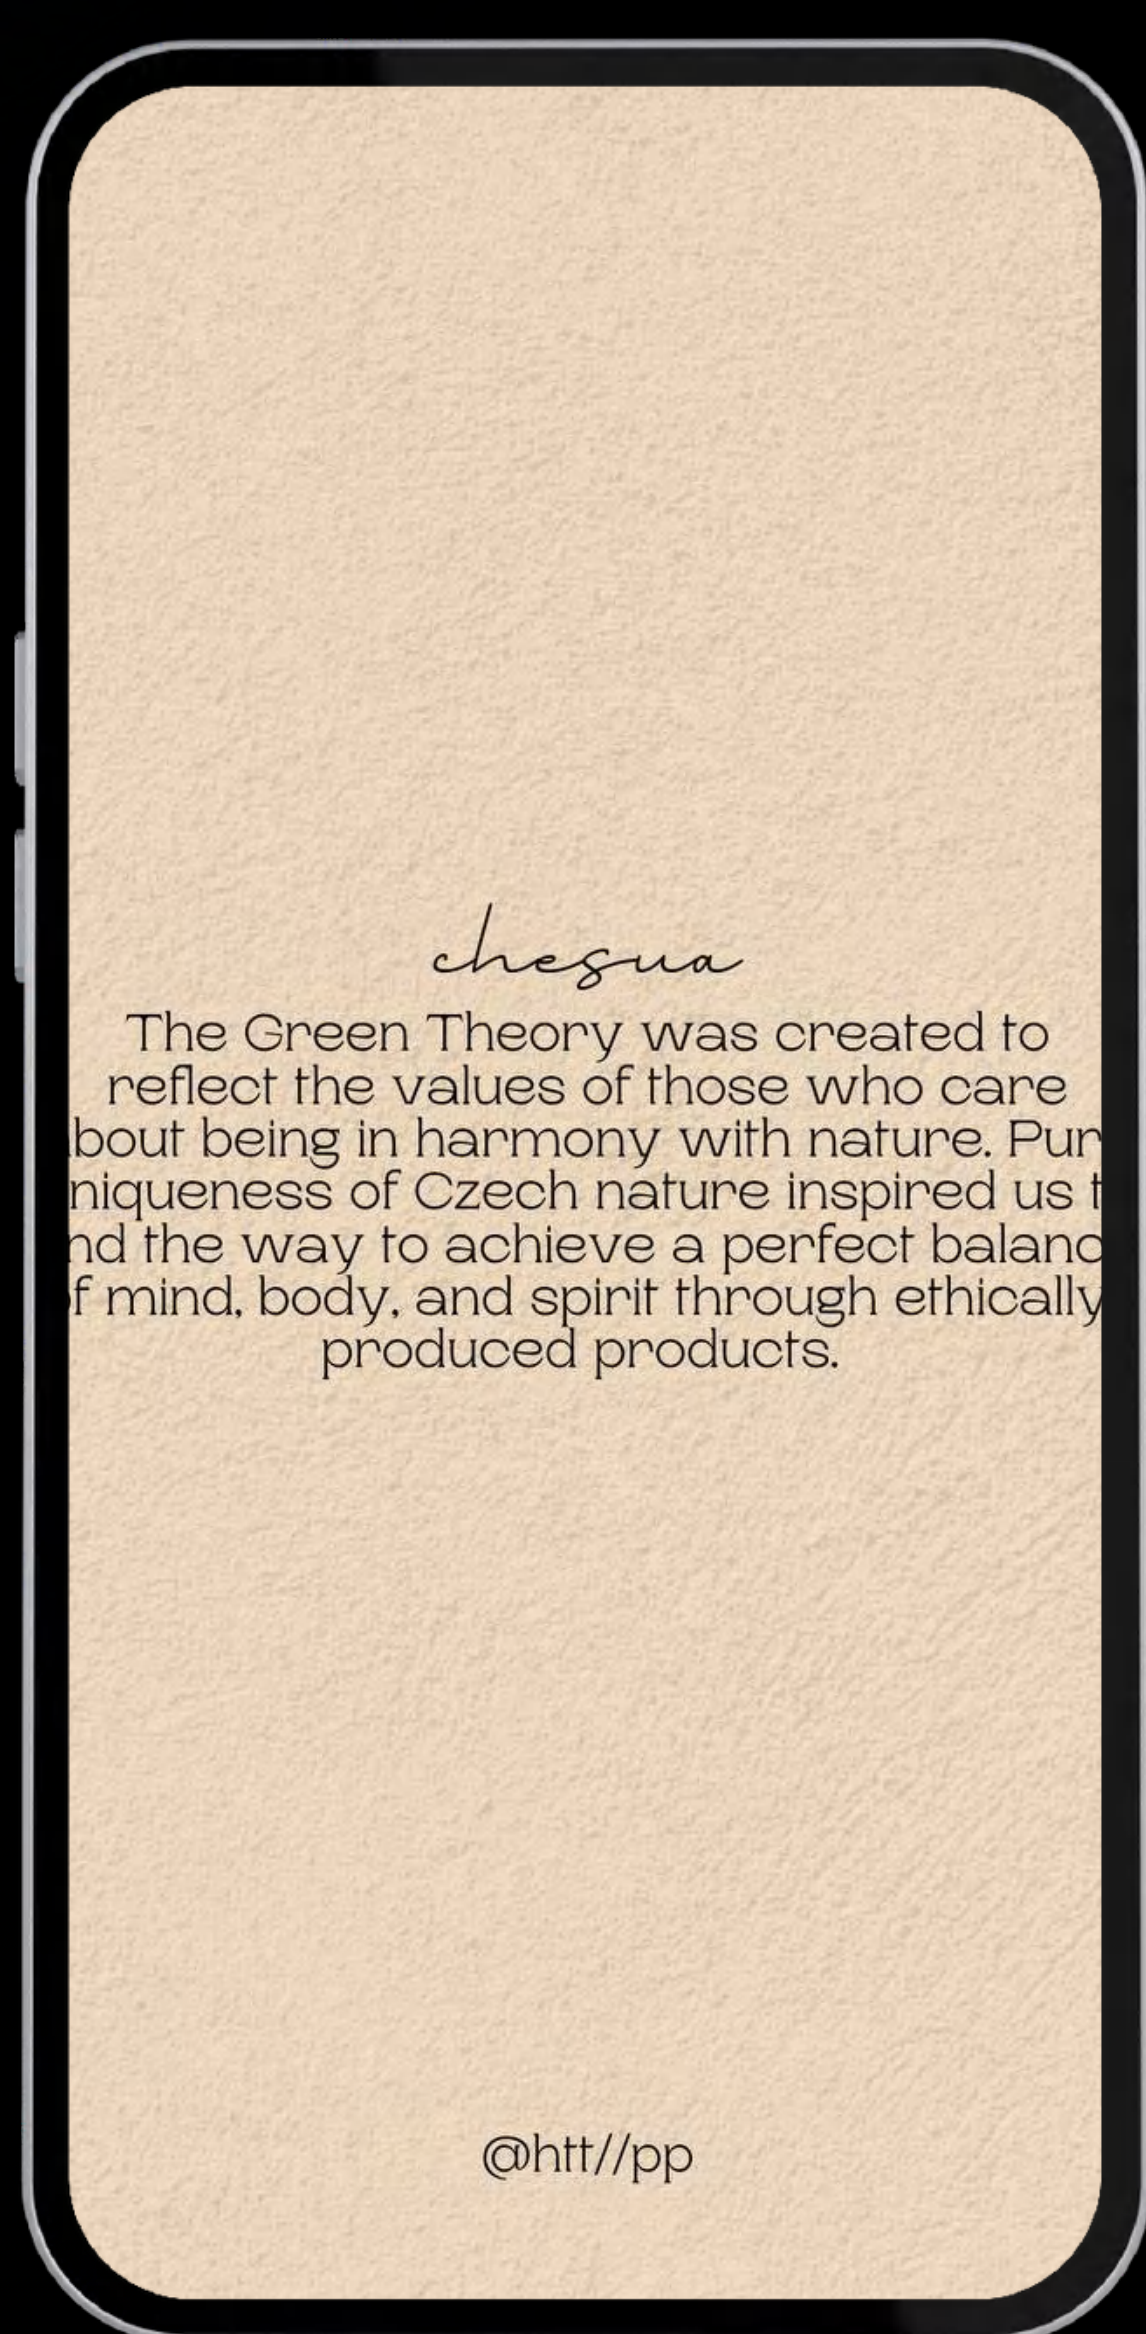 chesua
The Green Theory was created to
reflect the values of those who care
bout being in harmony with nature. Pur
niqueness of Czech nature inspired us t
nd the way to achieve a perfect balanc
f mind, body, and spirit through ethically
produced products.
@htt//pp